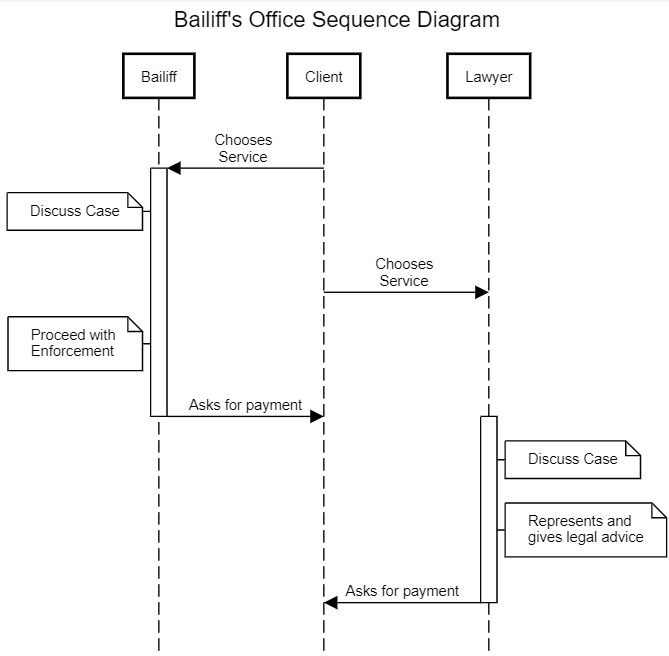 Bailiff's Office Sequence Diagram
Bailiff
Client
Lawyer
Chooses
Service
Discuss Case
Chooses
Service
Proceed with
Enforcement
Asks for payment
Discuss Case
Represents and
gives legal advice
Asks for payment